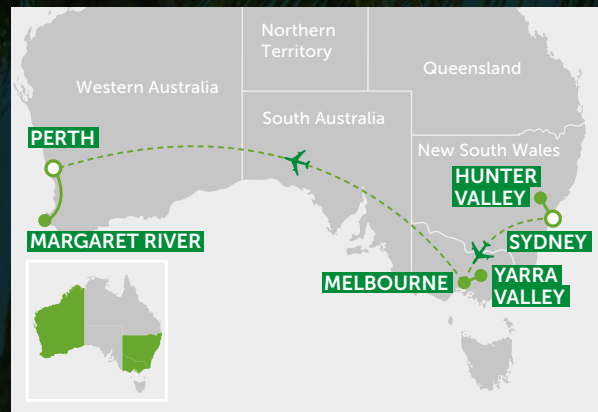 Northern
Territory
Queensland
Western Australia
South Australia
PERTH
New South Wales
HUNTER
VALLEY
MARGARET RIVER
SYDNEY
MELBOURNE
YARRA
VALLEY